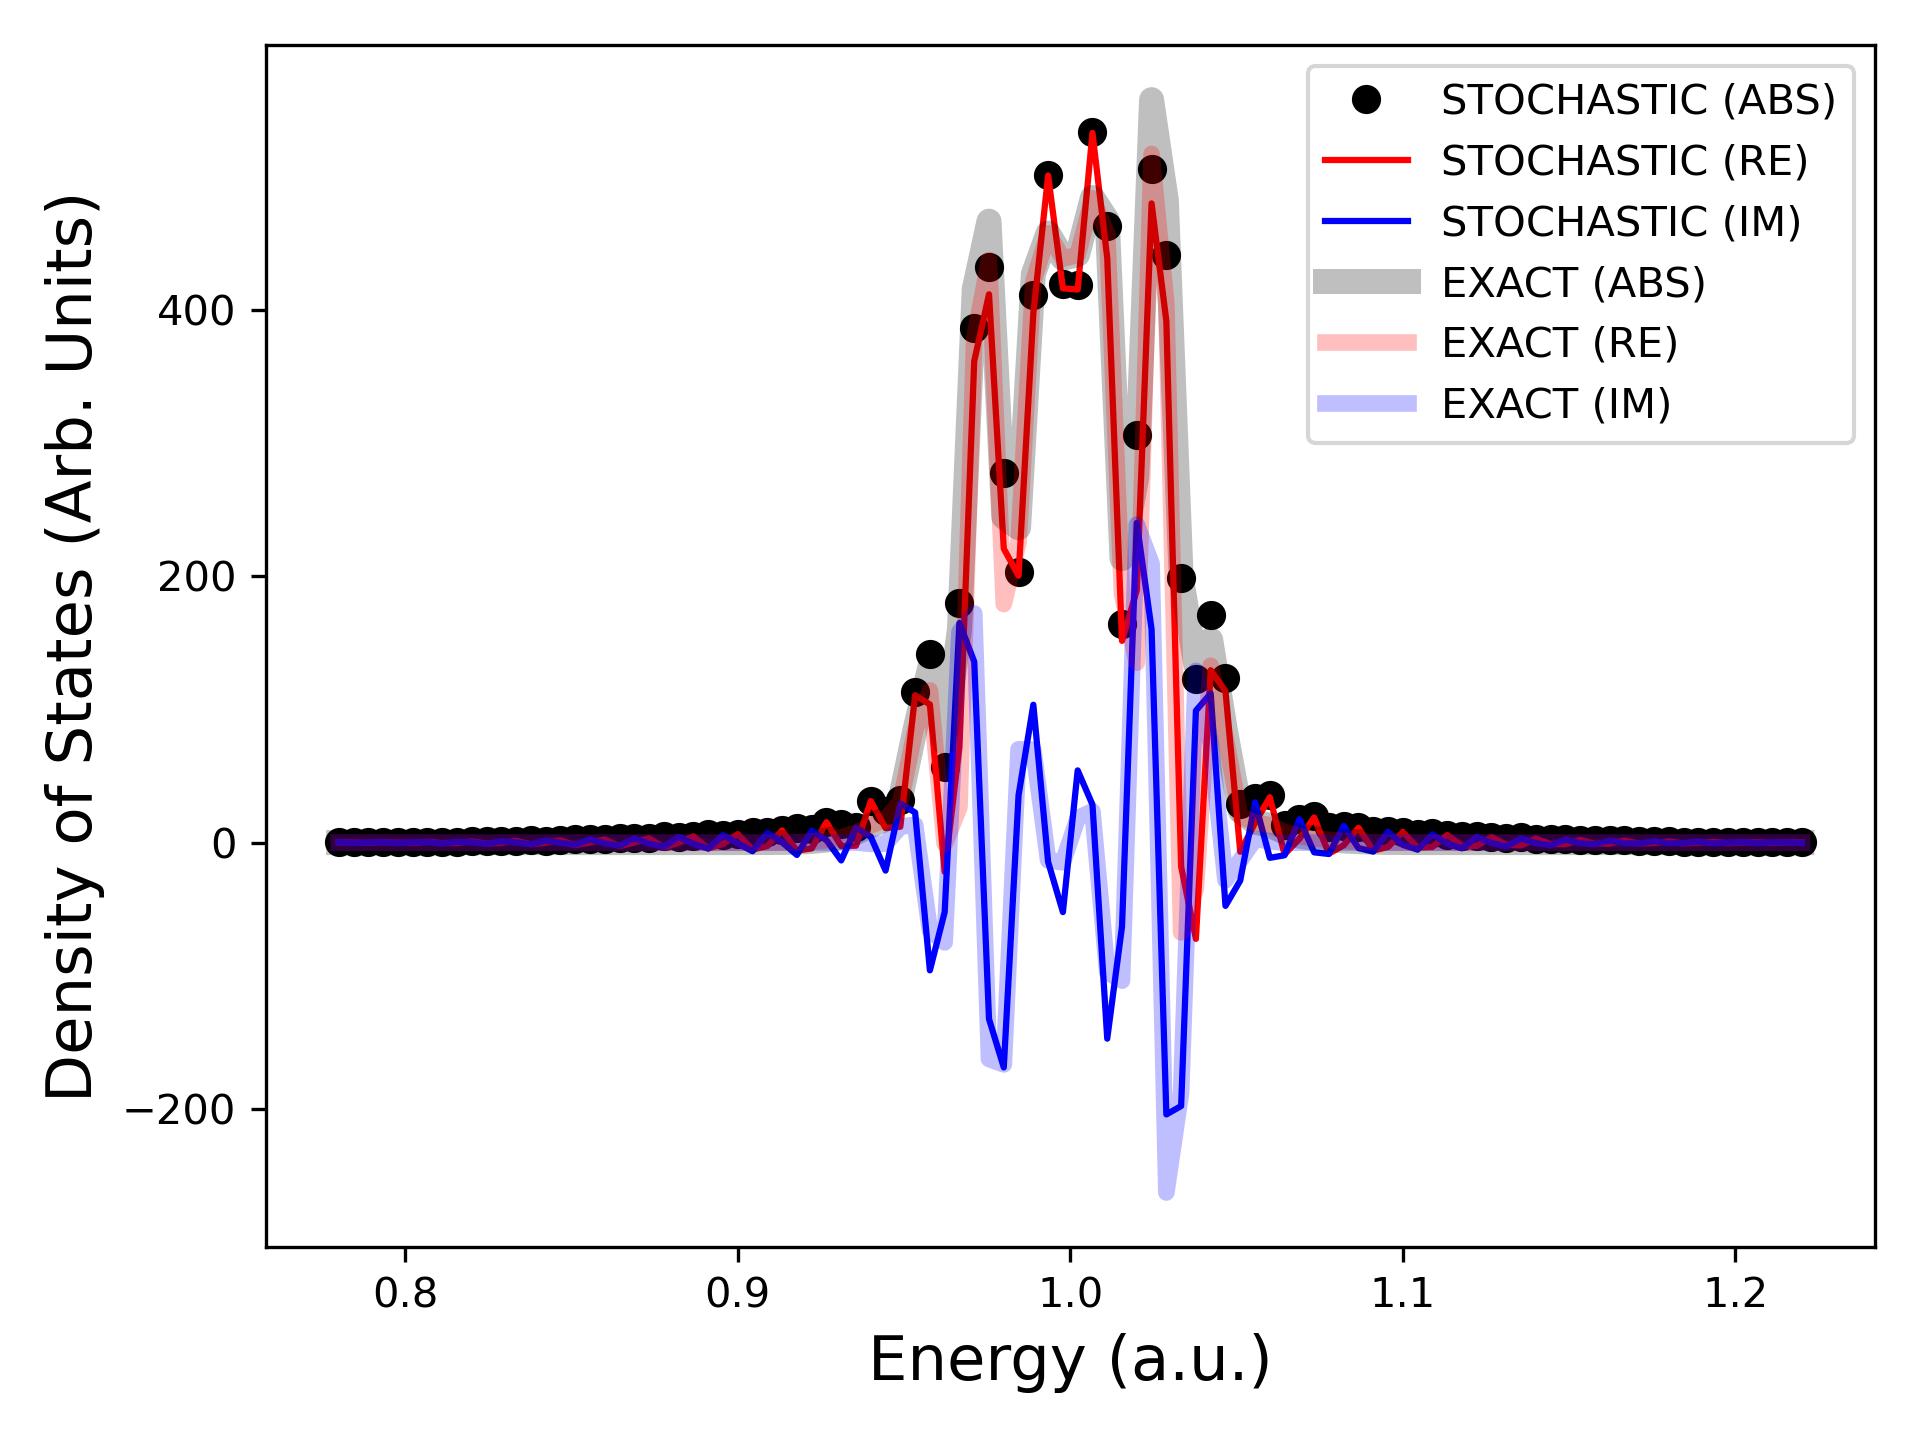 STOCHASTIC (ABS)
STOCHASTIC (RE)
STOCHASTIC (IM)
EXACT (ABS)
EXACT (RE)
EXACT (IM)
Density of States (Arb. Units)
400
200
0
−200
0.8 0.9 1.0 1.1 1.2
Energy (a.u.)